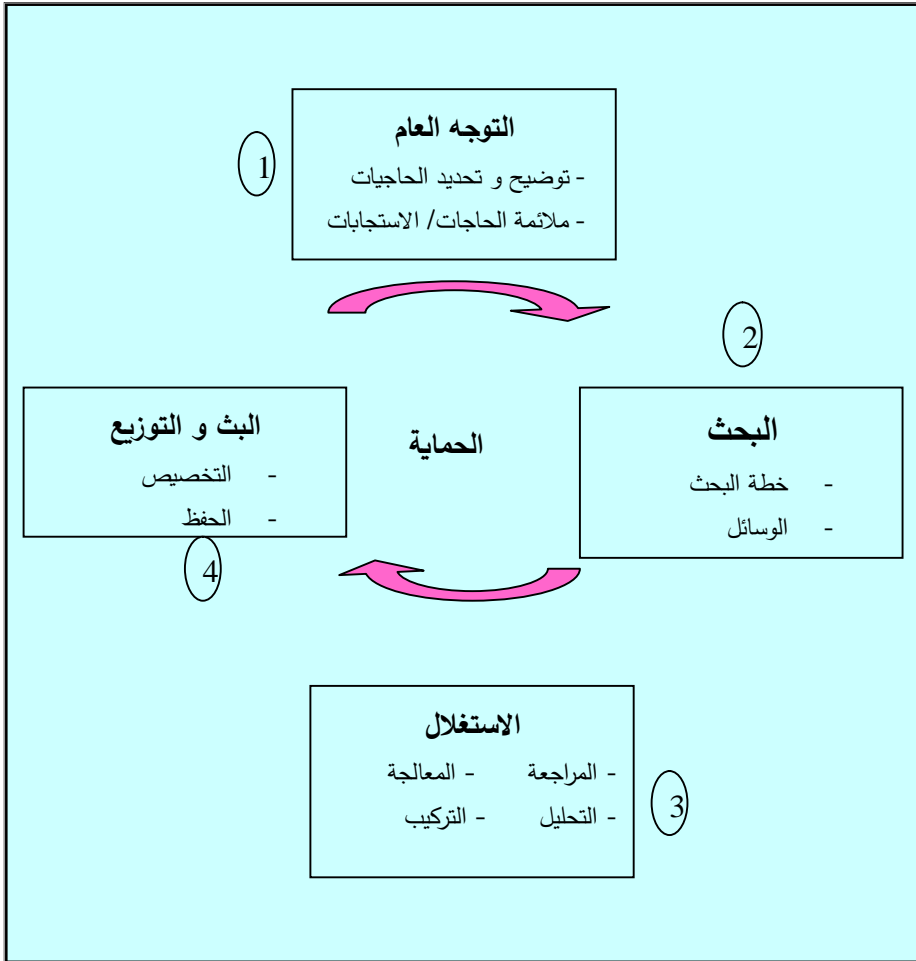 التوجه العام
1
- توضيح و تحديد الحاجيات
- ملائمة الحاجات/ الاستجابات
2
البحث
- خطة البحث
- الوسائل
الحماية
البث و التوزيع
- التخصيص
- الحفظ
4
الاستغلال
- المراجعة - المعالجة
- التحليل - التركيب
3